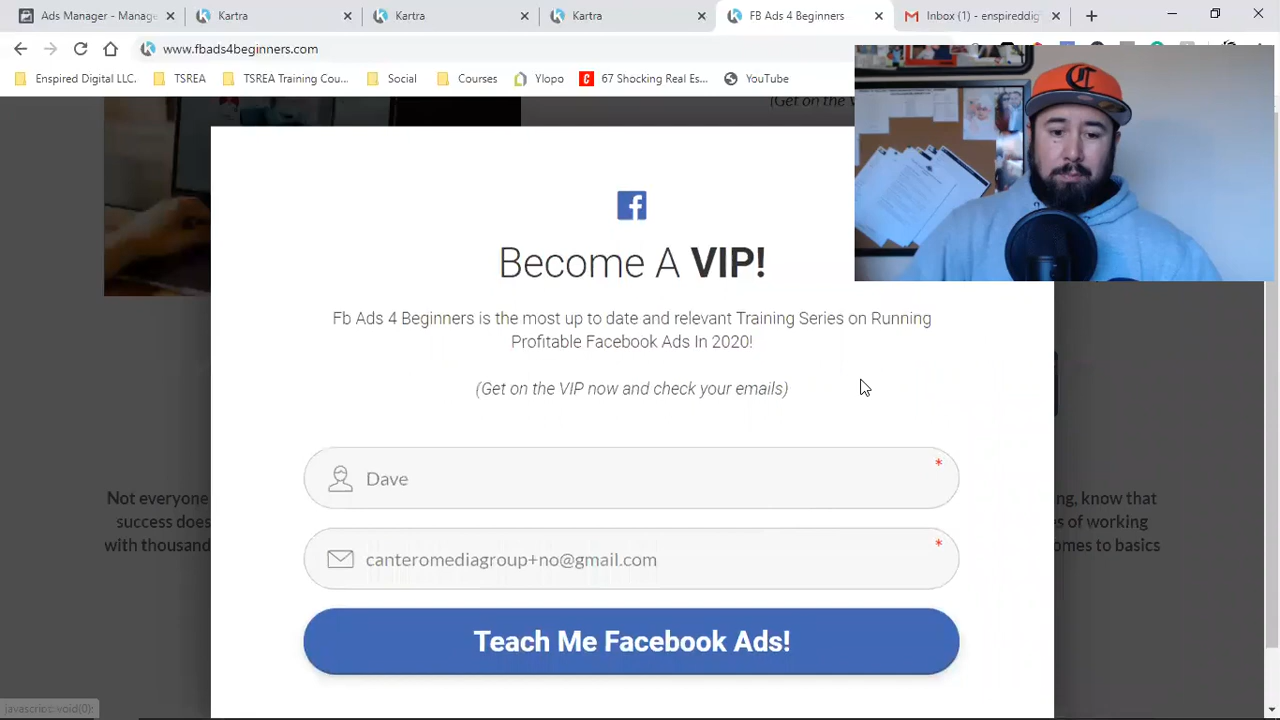 Ads Manager - Manage
Kartra
Kartra
Kartra
FB Ads 4 Beginners
Inbox (1) - enspireddig
www.fbads4beginners.com
Enspired Digital LLC.
TSREA
TSREA Training Cou...
Social
Courses
Ylopo
67 Shocking Real Es...
YouTube
(Get on the V
Become A VIP!
Fb Ads 4 Beginners is the most up to date and relevant Training Series on Running
Profitable Facebook Ads In 2020!
(Get on the VIP now and check your emails)
Dave
canteromediagroup+no@gmail.com
Teach Me Facebook Ads!
Not everyone
success does
with thousand
ng, know that
es of working
omes to basics
javascript:void(0);